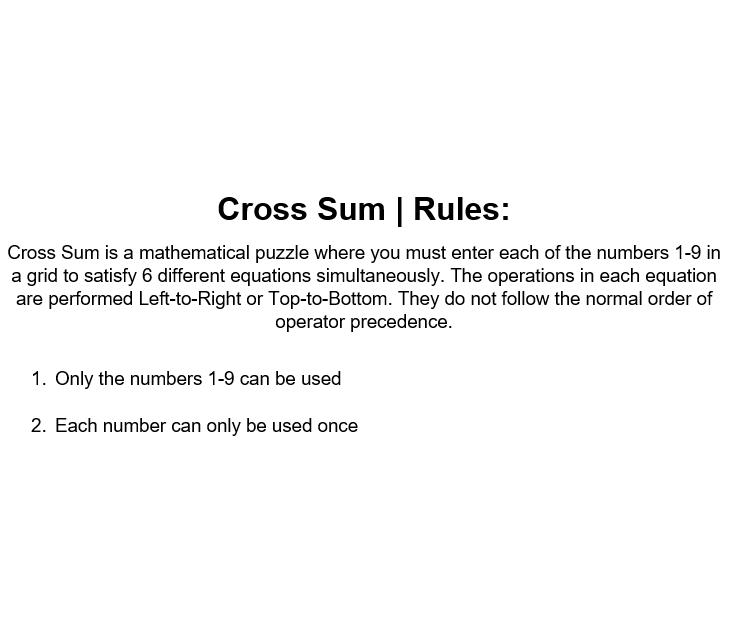 Cross Sum | Rules:
Cross Sum is a mathematical puzzle where you must enter each of the numbers 1-9 in
a grid to satisfy 6 different equations simultaneously. The operations in each equation
are performed Left-to-Right or Top-to-Bottom. They do not follow the normal order of
operator precedence.
1. Only the numbers 1-9 can be used
2. Each number can only be used once